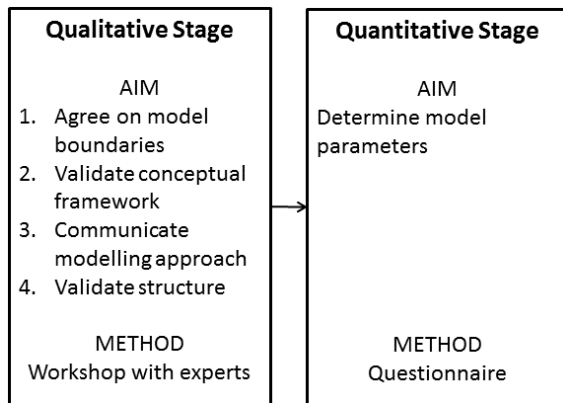 Qualitative Stage
AIM
1. Agree on model
boundaries
2. Validate conceptual
framework
3. Communicate
modelling approach
4. Validate structure
METHOD
Workshop with experts
Quantitative Stage
AIM
Determine model
parameters
METHOD
Questionnaire